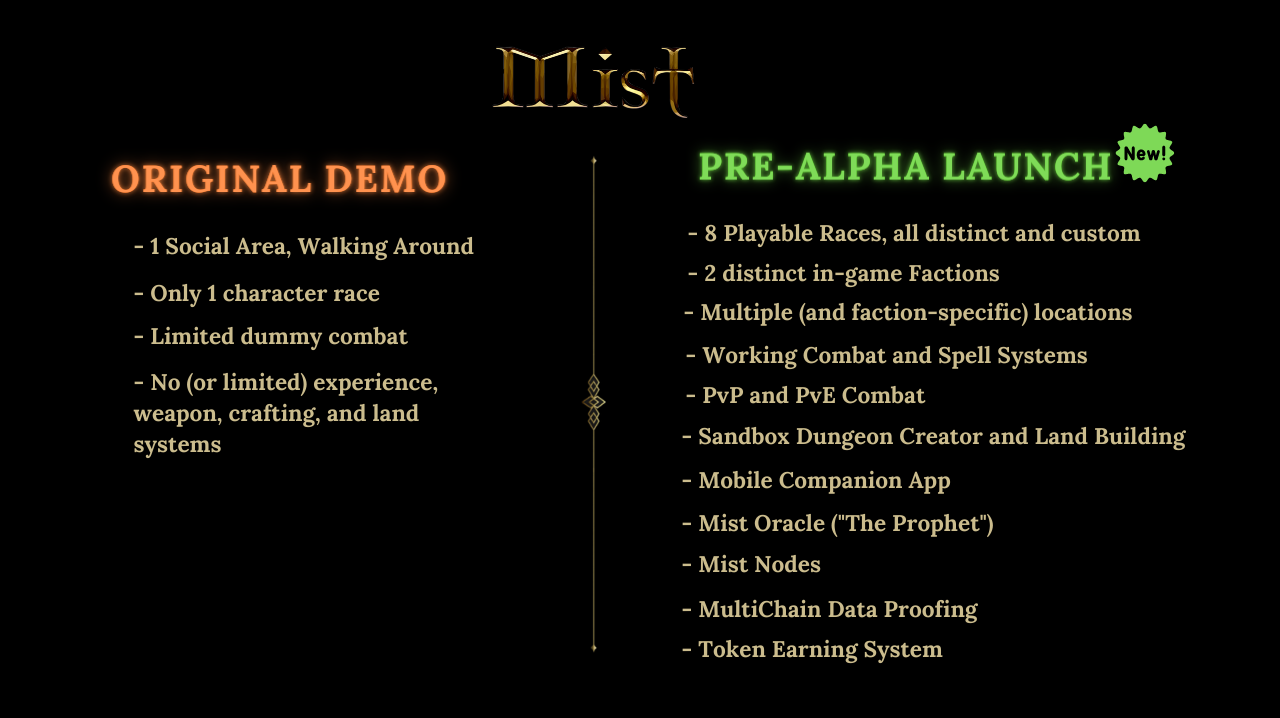 Mist
ORIGINAL DEMO
- 1 Social Area, Walking Around
- Only 1 character race
- Limited dummy combat
- No (or limited) experience,
weapon, crafting, and land
systems
PRE-ALPHA LAUNCH
New!
- 8 Playable Races, all distinct and custom
- 2 distinct in-game Factions
- Multiple (and faction-specific) locations
- Working Combat and Spell Systems
- PvP and PvE Combat
- Sandbox Dungeon Creator and Land Building
- Mobile Companion App
- Mist Oracle ("The Prophet")
- Mist Nodes
- MultiChain Data Proofing
- Token Earning System